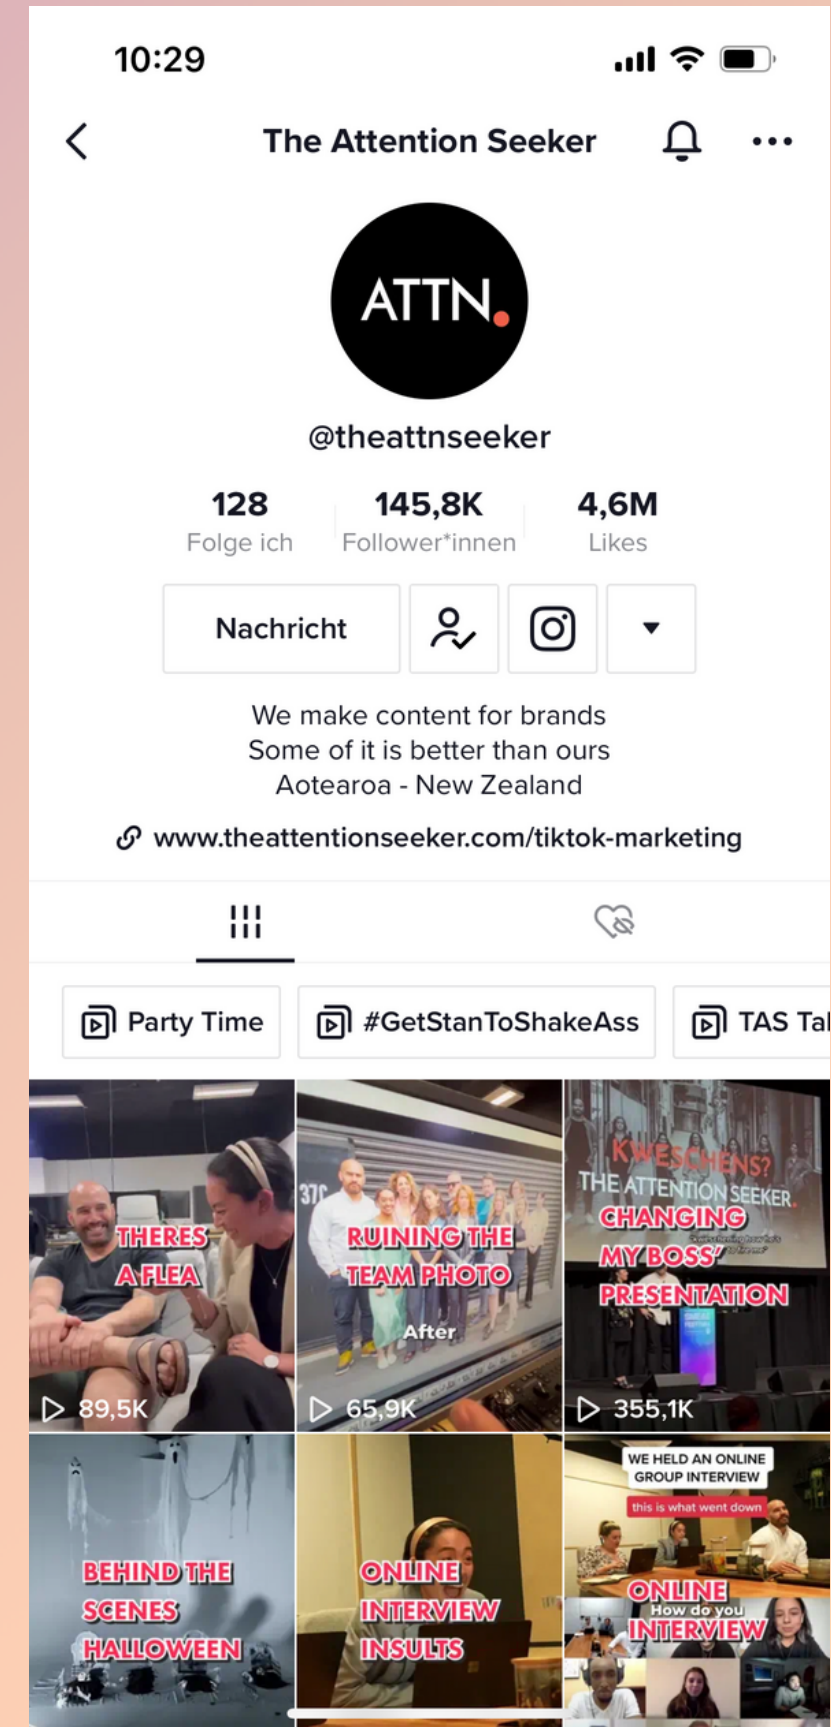 10:29
The Attention Seeker
ATTN.
@theattnseeker
128 145,8K 4,6M
Folge ich Follower*innen Likes
Nachricht
We make content for brands
Some of it is better than ours
Aotearoa - New Zealand
www.theattentionseeker.com/tiktok-marketing
Party Time #GetStanToShakeAss TAS Tal
THERES
A FLEA
89,5K
37C
RUINING THE
TEAM PHOTO
After
65,9K
KWESCHENS?
THE ATTENTION SEEKER.
CHANGING
MY BOSS'
PRESENTATION
355,1K
BEHIND THE
SCENES
HALLOWEEN
ONLINE
INTERVIEW
INSULTS
WE HELD AN ONLINE
GROUP INTERVIEW
this is what went down
ONLINE
How do you
INTERVIEW